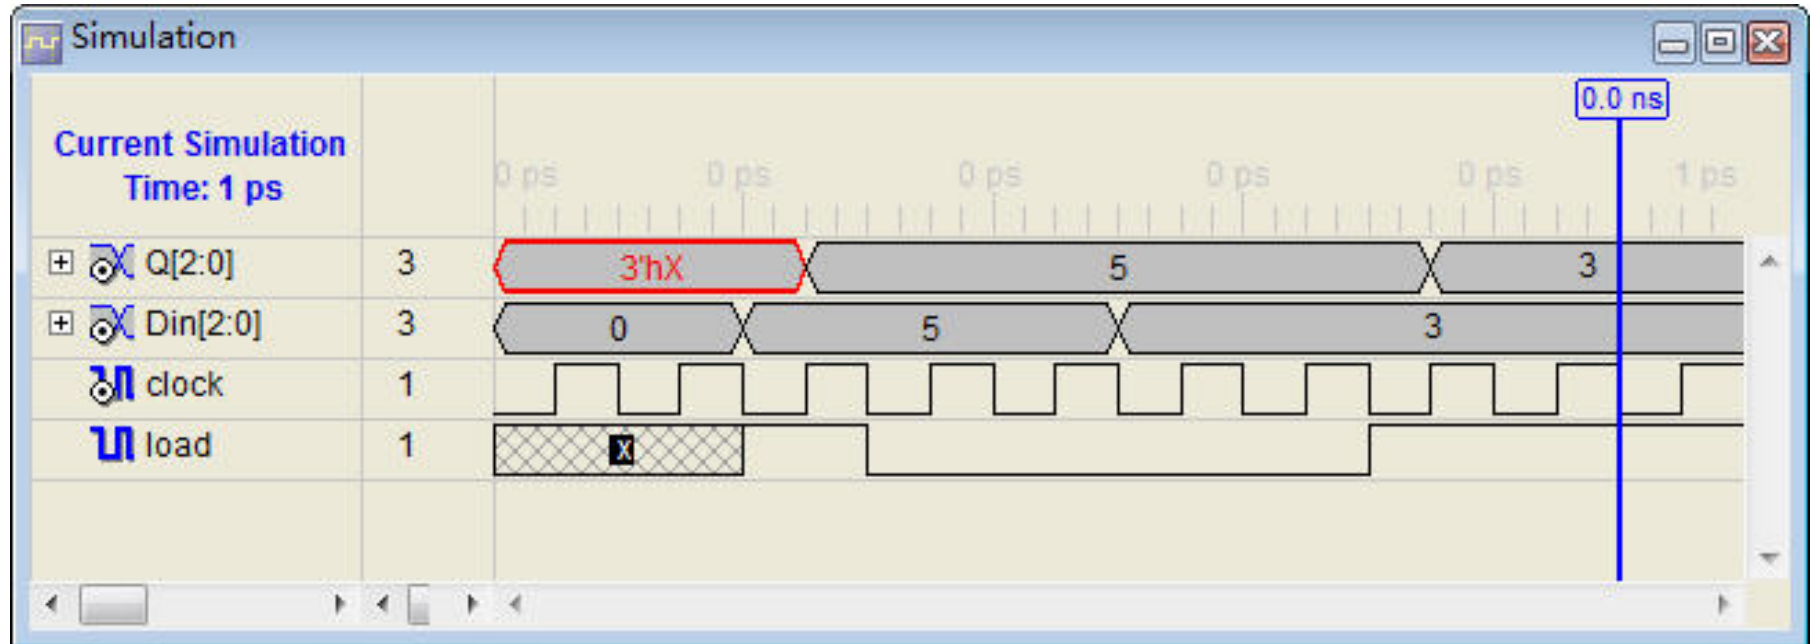 Simulation
0.0 ns
Current Simulation
Time: 1 ps
0 ps 0 ps 0 ps 0 ps 0 ps 1 ps
Q[2:0] 3 3'hX 5 3
Din[2:0] 3 0 5 3
clock 1
load 1 X